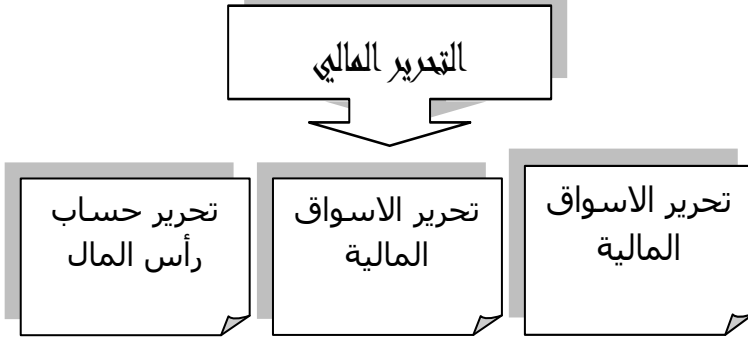 التحرير المالي
تحرير الاسواق
المالية
تحرير الاسواق
المالية
تحرير حساب
رأس المال